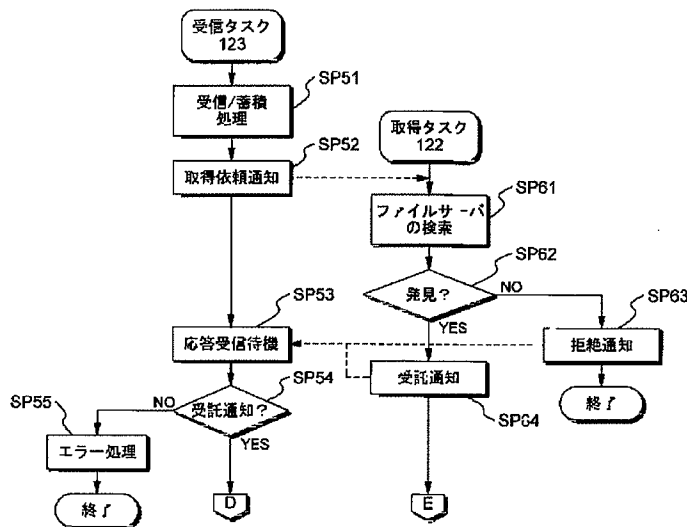 受信タスク
123
SP51
受信/蓄積
処理
SP52
取得依頼通知
取得タスク
122
SP61
ファイルサーバ
の検索
SP62
発見？
NO
YES
SP63
拒絶通知
終了
SP53
応答受信待機
受託通知
SP64
SP54
受託通知？
NO
YES
SP55
エラー処理
終了
D
E